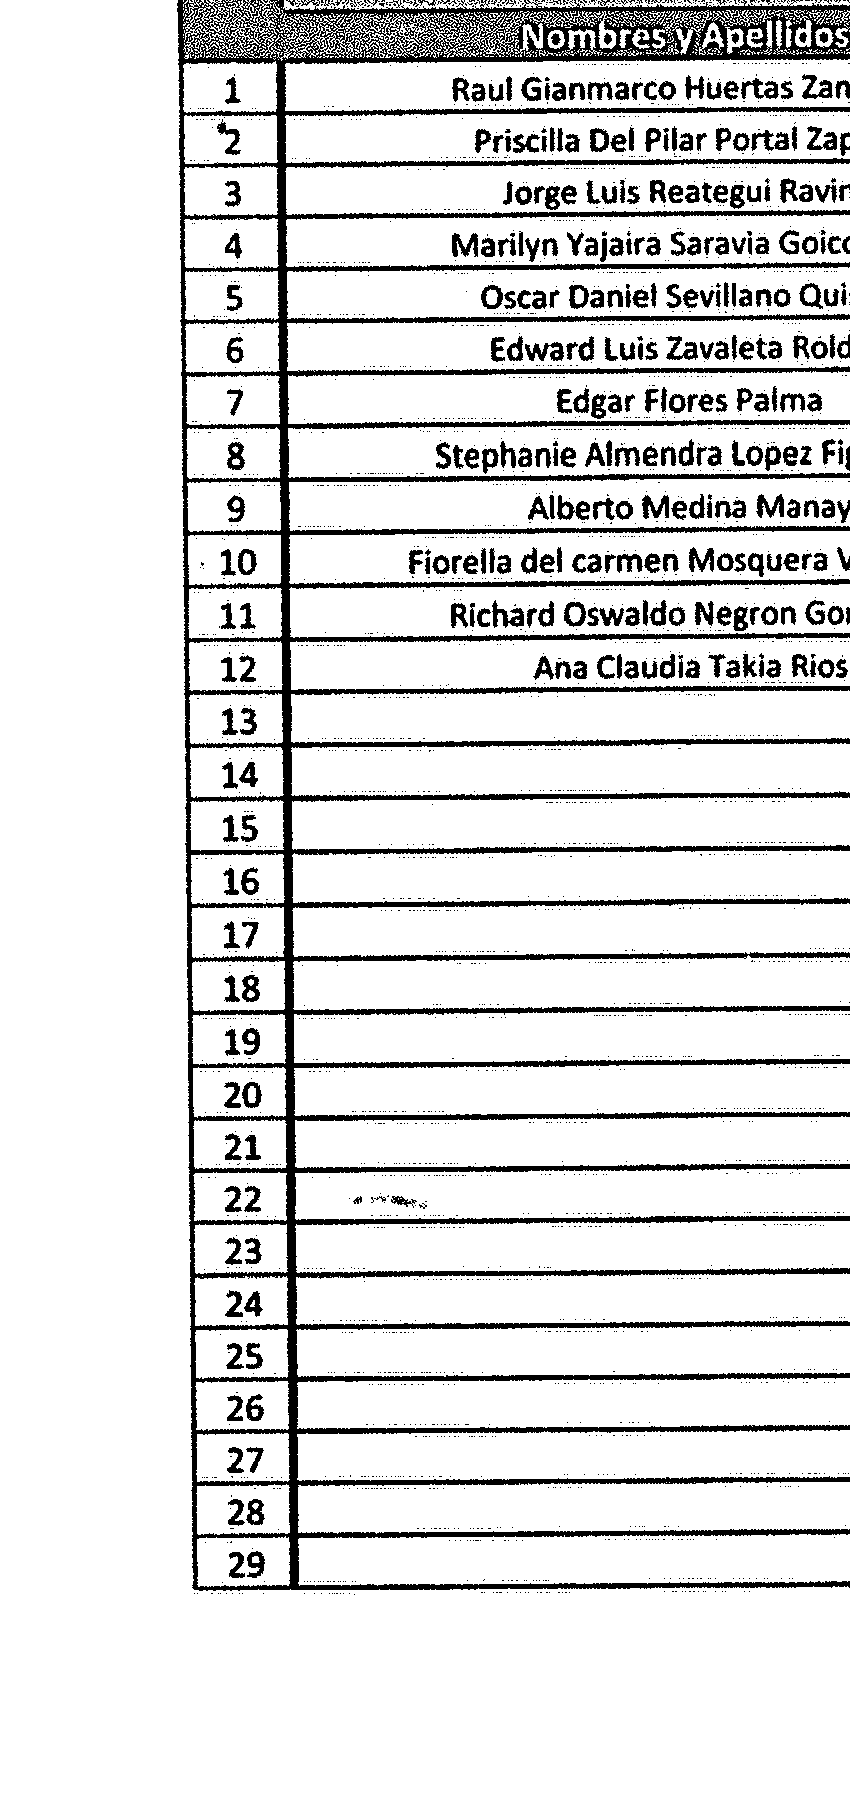 Nombres y Apellidos
1 Raul Gianmarco Huertas Zan
2 Priscilla Del Pilar Portal Zap
3 Jorge Luis Reategui Ravin
4 Marilyn Yajaira Saravia Goico
5 Oscar Daniel Sevillano Qui
6 Edward Luis Zavaleta Rold
7 Edgar Flores Palma
8 Stephanie Almendra Lopez Fig
9 Alberto Medina Manay
10 Fiorella del carmen Mosquera V
11 Richard Oswaldo Negron Gon
12 Ana Claudia Takia Rios
13
14
15
16
17
18
19
20
21
22
23
24
25
26
27
28
29